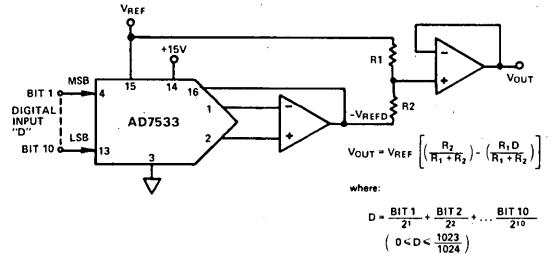 VREF
+15V
R1
R2
VOUT
MSB
BIT 1
DIGITAL
INPUT
"D"
LSB
BIT 10
4
13
15
14
16
1
2
3
AD7533
-
+
-VREFD
-
+
VOUT = VREF [(R2 / R1 + R2) - (R1 D / R1 + R2)]
where:
D = BIT 1 / 2^1 + BIT 2 / 2^2 + ... BIT 10 / 2^10
( 0 ≤ D ≤ 1023 / 1024 )